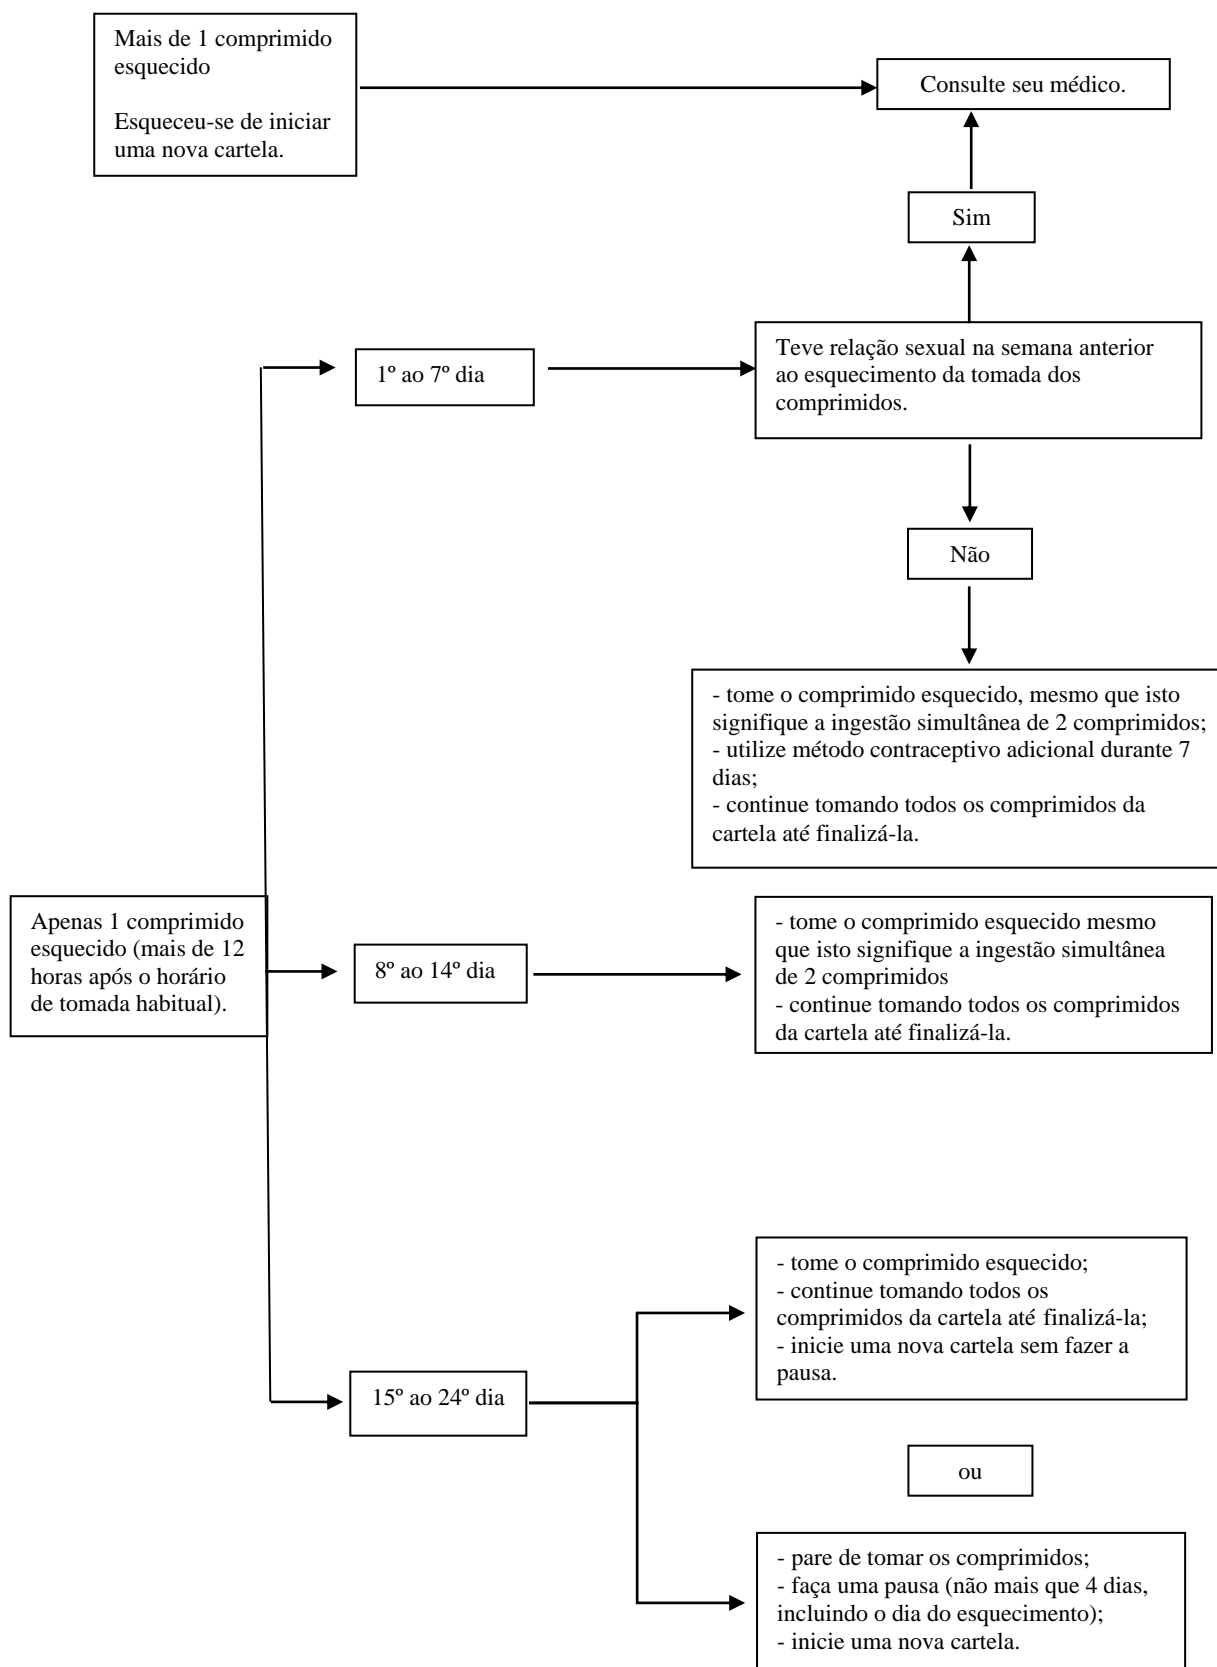 Mais de 1 comprimido
esquecido
Esqueceu-se de iniciar
uma nova cartela.
Consulte seu médico.
Sim
1º ao 7º dia
Teve relação sexual na semana anterior
ao esquecimento da tomada dos
comprimidos.
Não
- tome o comprimido esquecido, mesmo que isto
signifique a ingestão simultânea de 2 comprimidos;
- utilize método contraceptivo adicional durante 7
dias;
- continue tomando todos os comprimidos da
cartela até finalizá-la.
Apenas 1 comprimido
esquecido (mais de 12
horas após o horário
de tomada habitual).
8º ao 14º dia
- tome o comprimido esquecido mesmo
que isto signifique a ingestão simultânea
de 2 comprimidos
- continue tomando todos os comprimidos
da cartela até finalizá-la.
15º ao 24º dia
- tome o comprimido esquecido;
- continue tomando todos os
comprimidos da cartela até finalizá-la;
- inicie uma nova cartela sem fazer a
pausa.
ou
- pare de tomar os comprimidos;
- faça uma pausa (não mais que 4 dias,
incluindo o dia do esquecimento);
- inicie uma nova cartela.